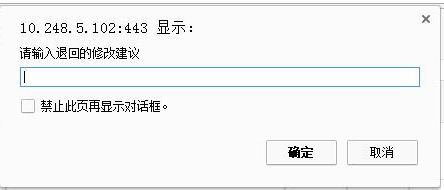 10.248.5.102:443 显示：
请输入退回的修改建议
禁止此页再显示对话框。
确定
取消